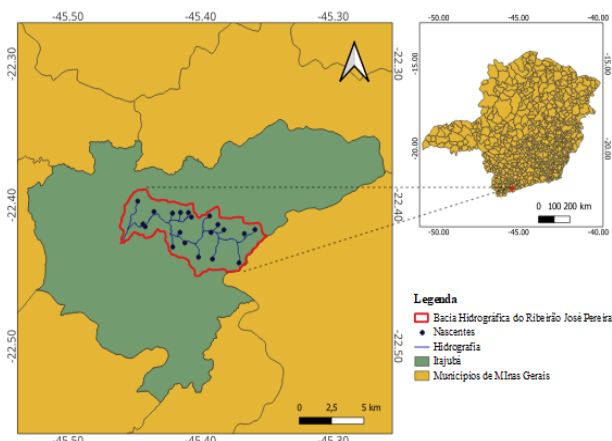 -45.50 -45.40 -45.30
-50.00 -45.00 -40.00
-22.30
-22.30
-15.00
-15.00
-20.00
-20.00
-22.40
-22.40
0 100 200 km
-50.00 -45.00 -40.00
-22.50
-22.50
Legenda
Bacia Hidrográfica do Ribeirão José Pereira
Nascentes
Hidrografia
Itajubá
Municípios de MInas Gerais
0 2,5 5 km
-45.50 -45.40 -45.30